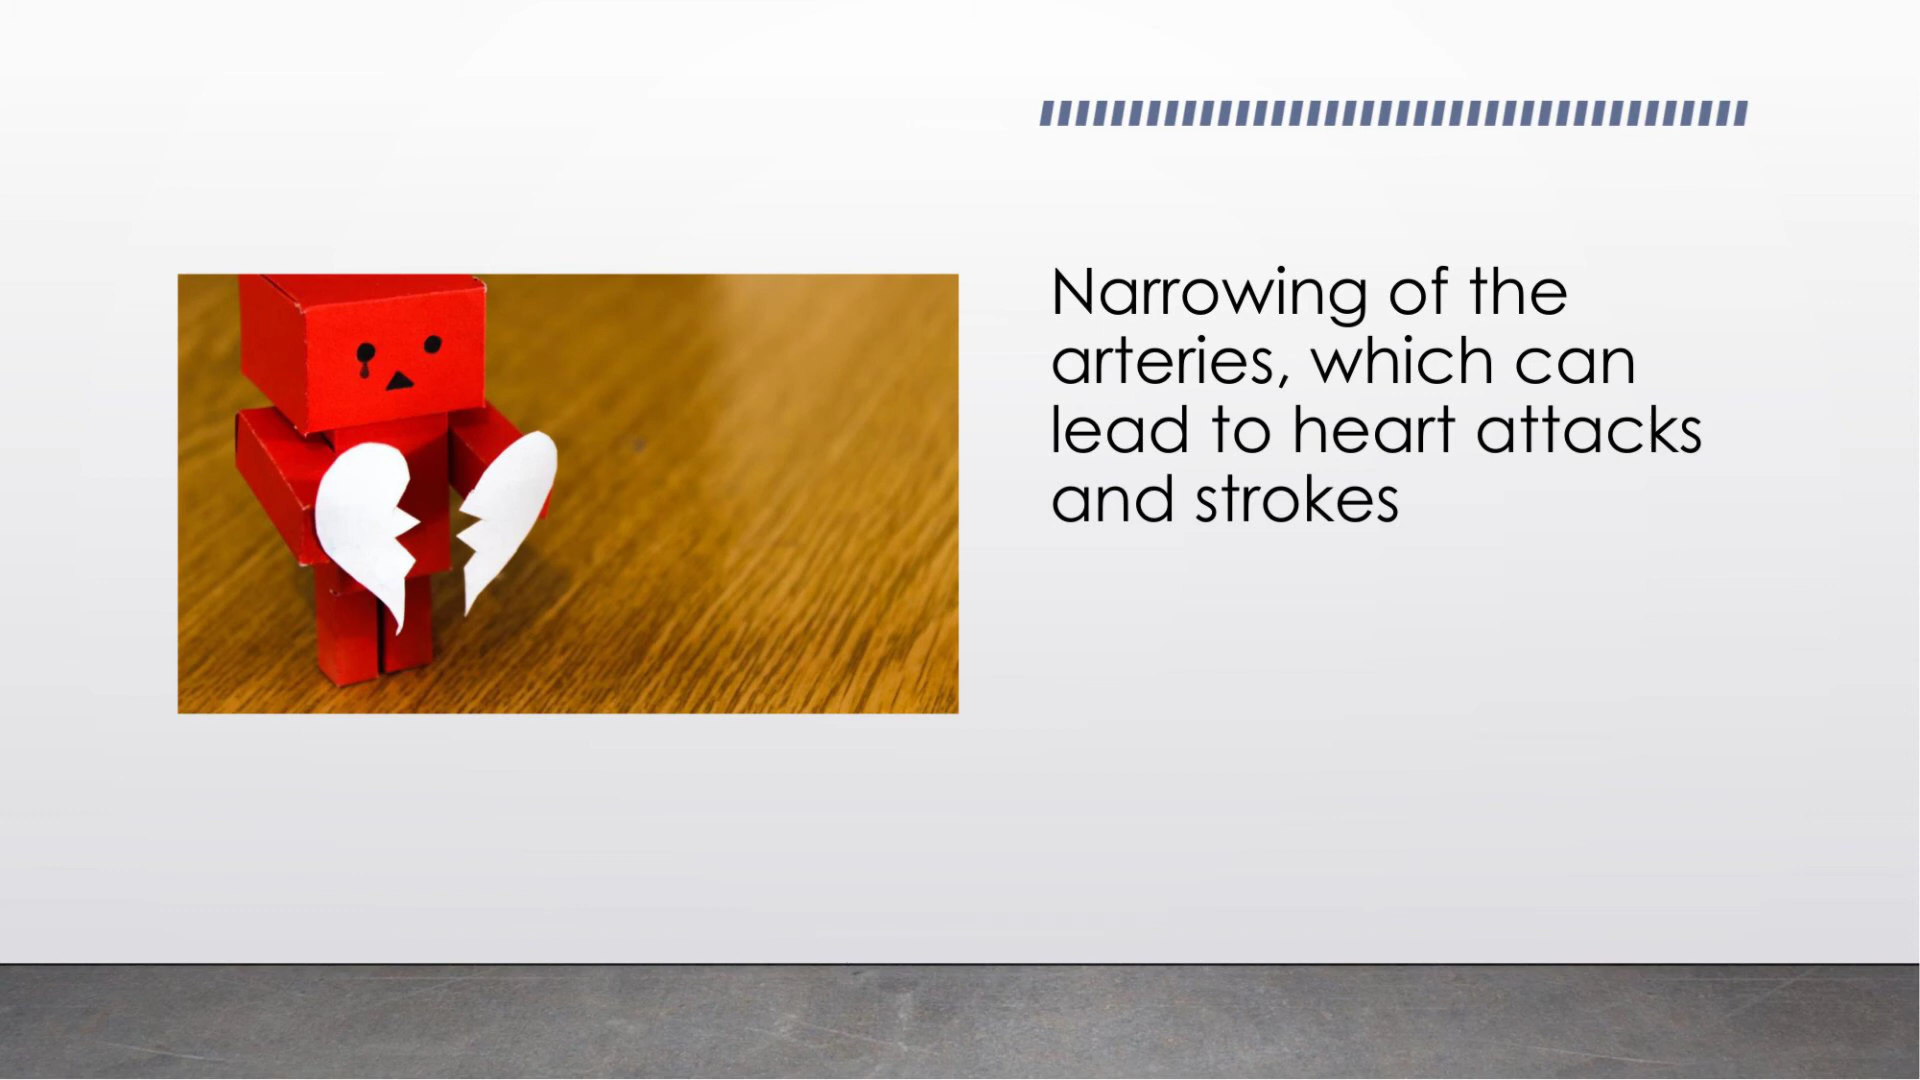 Narrowing of the
arteries, which can
lead to heart attacks
and strokes